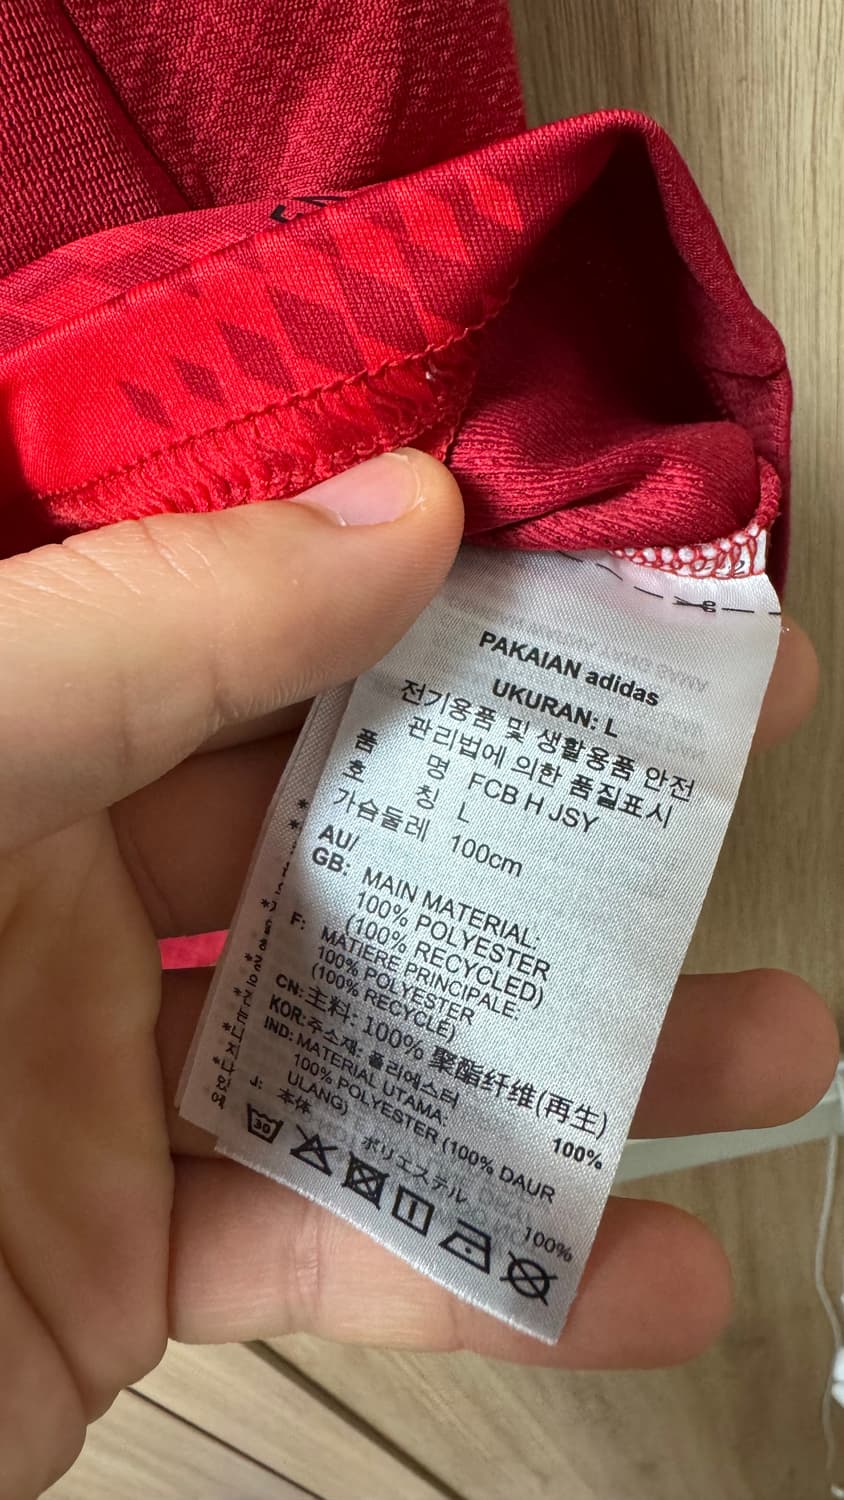 PAKAIAN adidas
UKURAN: L
전기용품 및 생활용품 안전
관리법에 의한 품질표시
품 명 FCB H JSY
호 칭 L
가슴둘레 100cm
AU/
GB: MAIN MATERIAL:
100% POLYESTER
(100% RECYCLED)
F: MATIÈRE PRINCIPALE:
100% POLYESTER
(100% RECYCLÉ)
CN: 主料: 100% 聚酯纤维(再生)
KOR: 주소재: 폴리에스터 100%
IND: MATERIAL UTAMA:
100% POLYESTER (100% DAUR
ULANG)
J: 本体 ポリエステル 100%
30